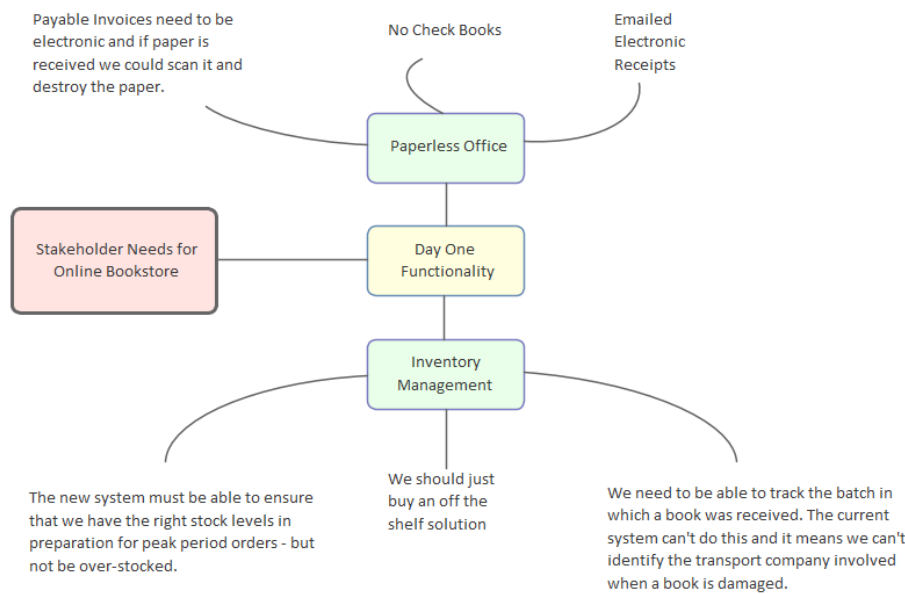 Payable Invoices need to be
electronic and if paper is
received we could scan it and
destroy the paper.
No Check Books
Emailed
Electronic
Receipts
Paperless Office
Stakeholder Needs for
Online Bookstore
Day One
Functionality
Inventory
Management
The new system must be able to ensure
that we have the right stock levels in
preparation for peak period orders - but
not be over-stocked.
We should just
buy an off the
shelf solution
We need to be able to track the batch in
which a book was received. The current
system can't do this and it means we can't
identify the transport company involved
when a book is damaged.